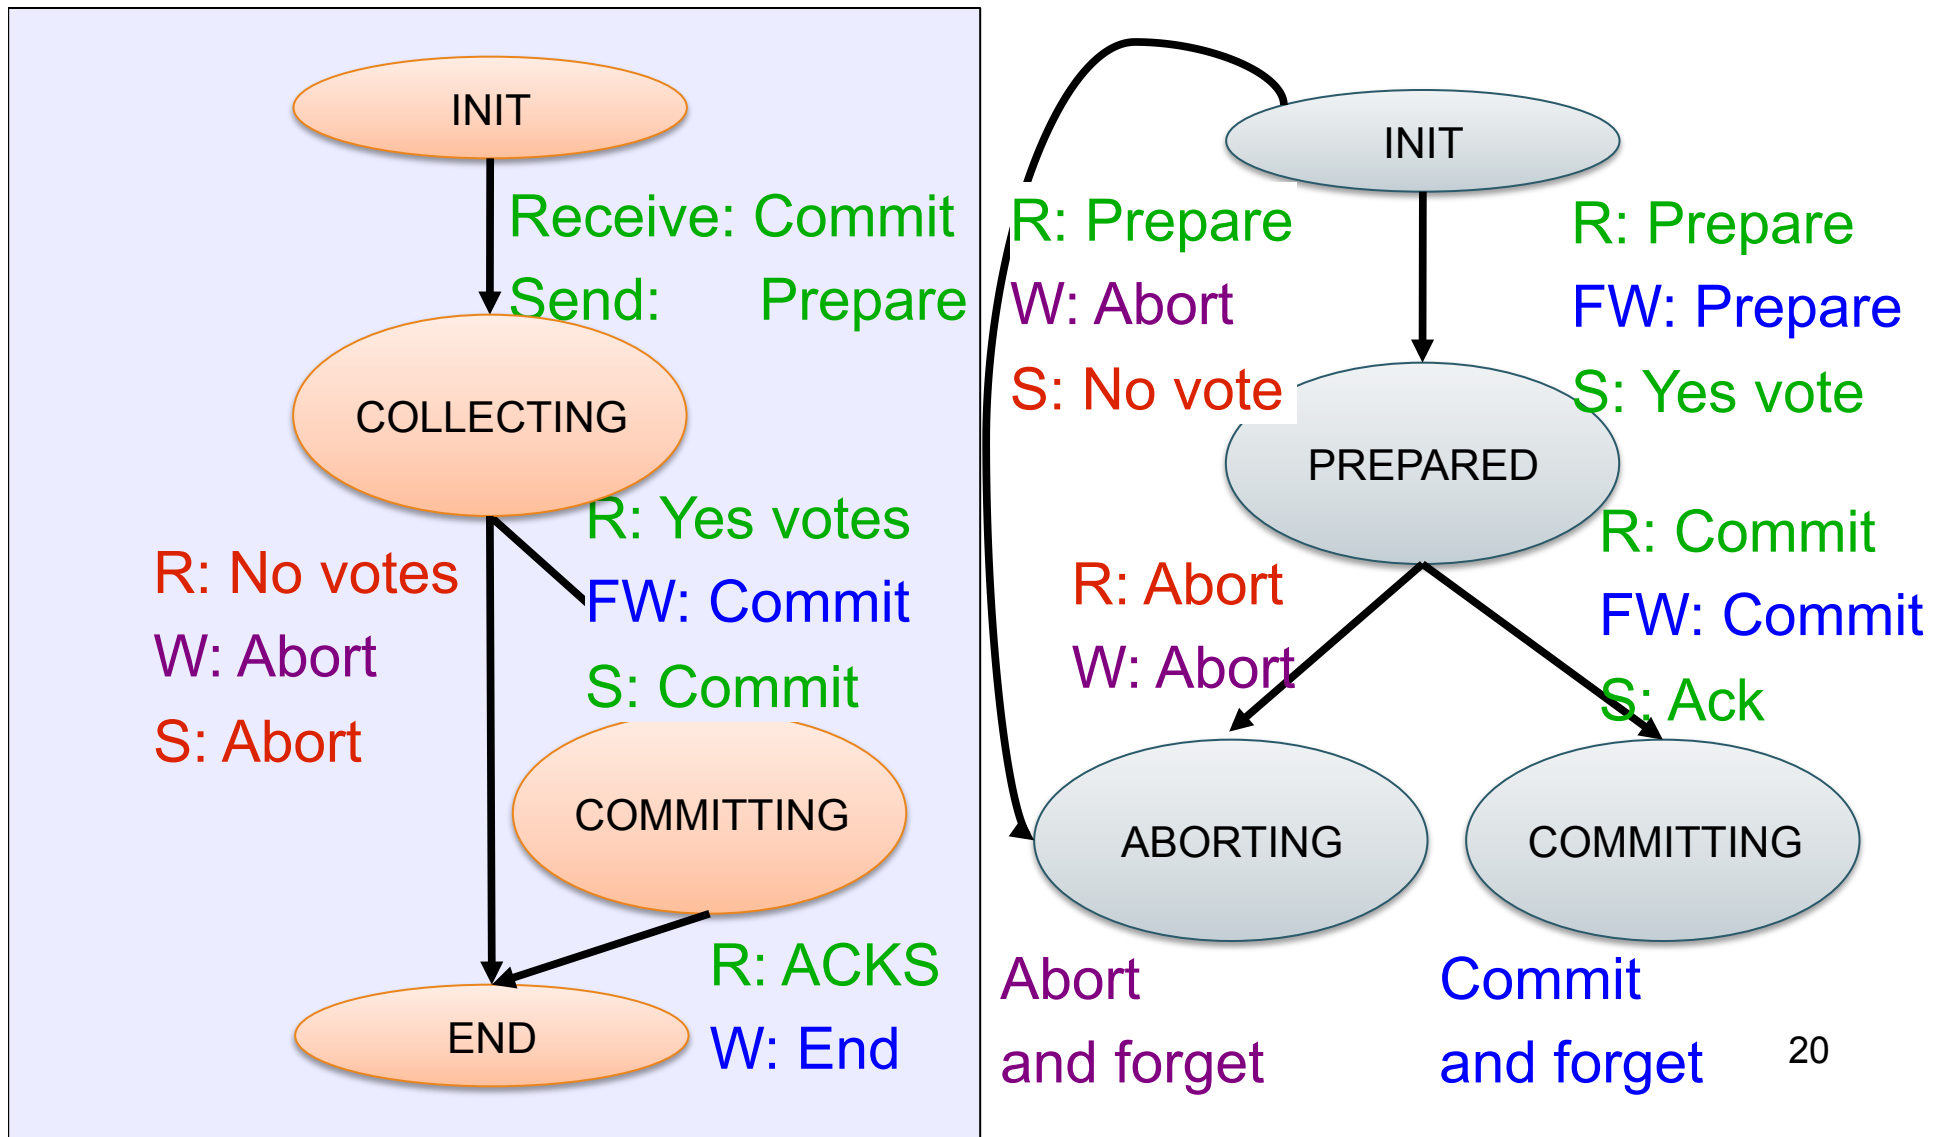 INIT
Receive: Commit
Send: Prepare
COLLECTING
R: No votes
W: Abort
S: Abort
R: Yes votes
FW: Commit
S: Commit
COMMITTING
R: ACKS
W: End
END
INIT
R: Prepare
W: Abort
S: No vote
R: Prepare
FW: Prepare
S: Yes vote
PREPARED
R: Abort
W: Abort
R: Commit
FW: Commit
S: Ack
ABORTING
COMMITTING
Abort
and forget
Commit
and forget
20